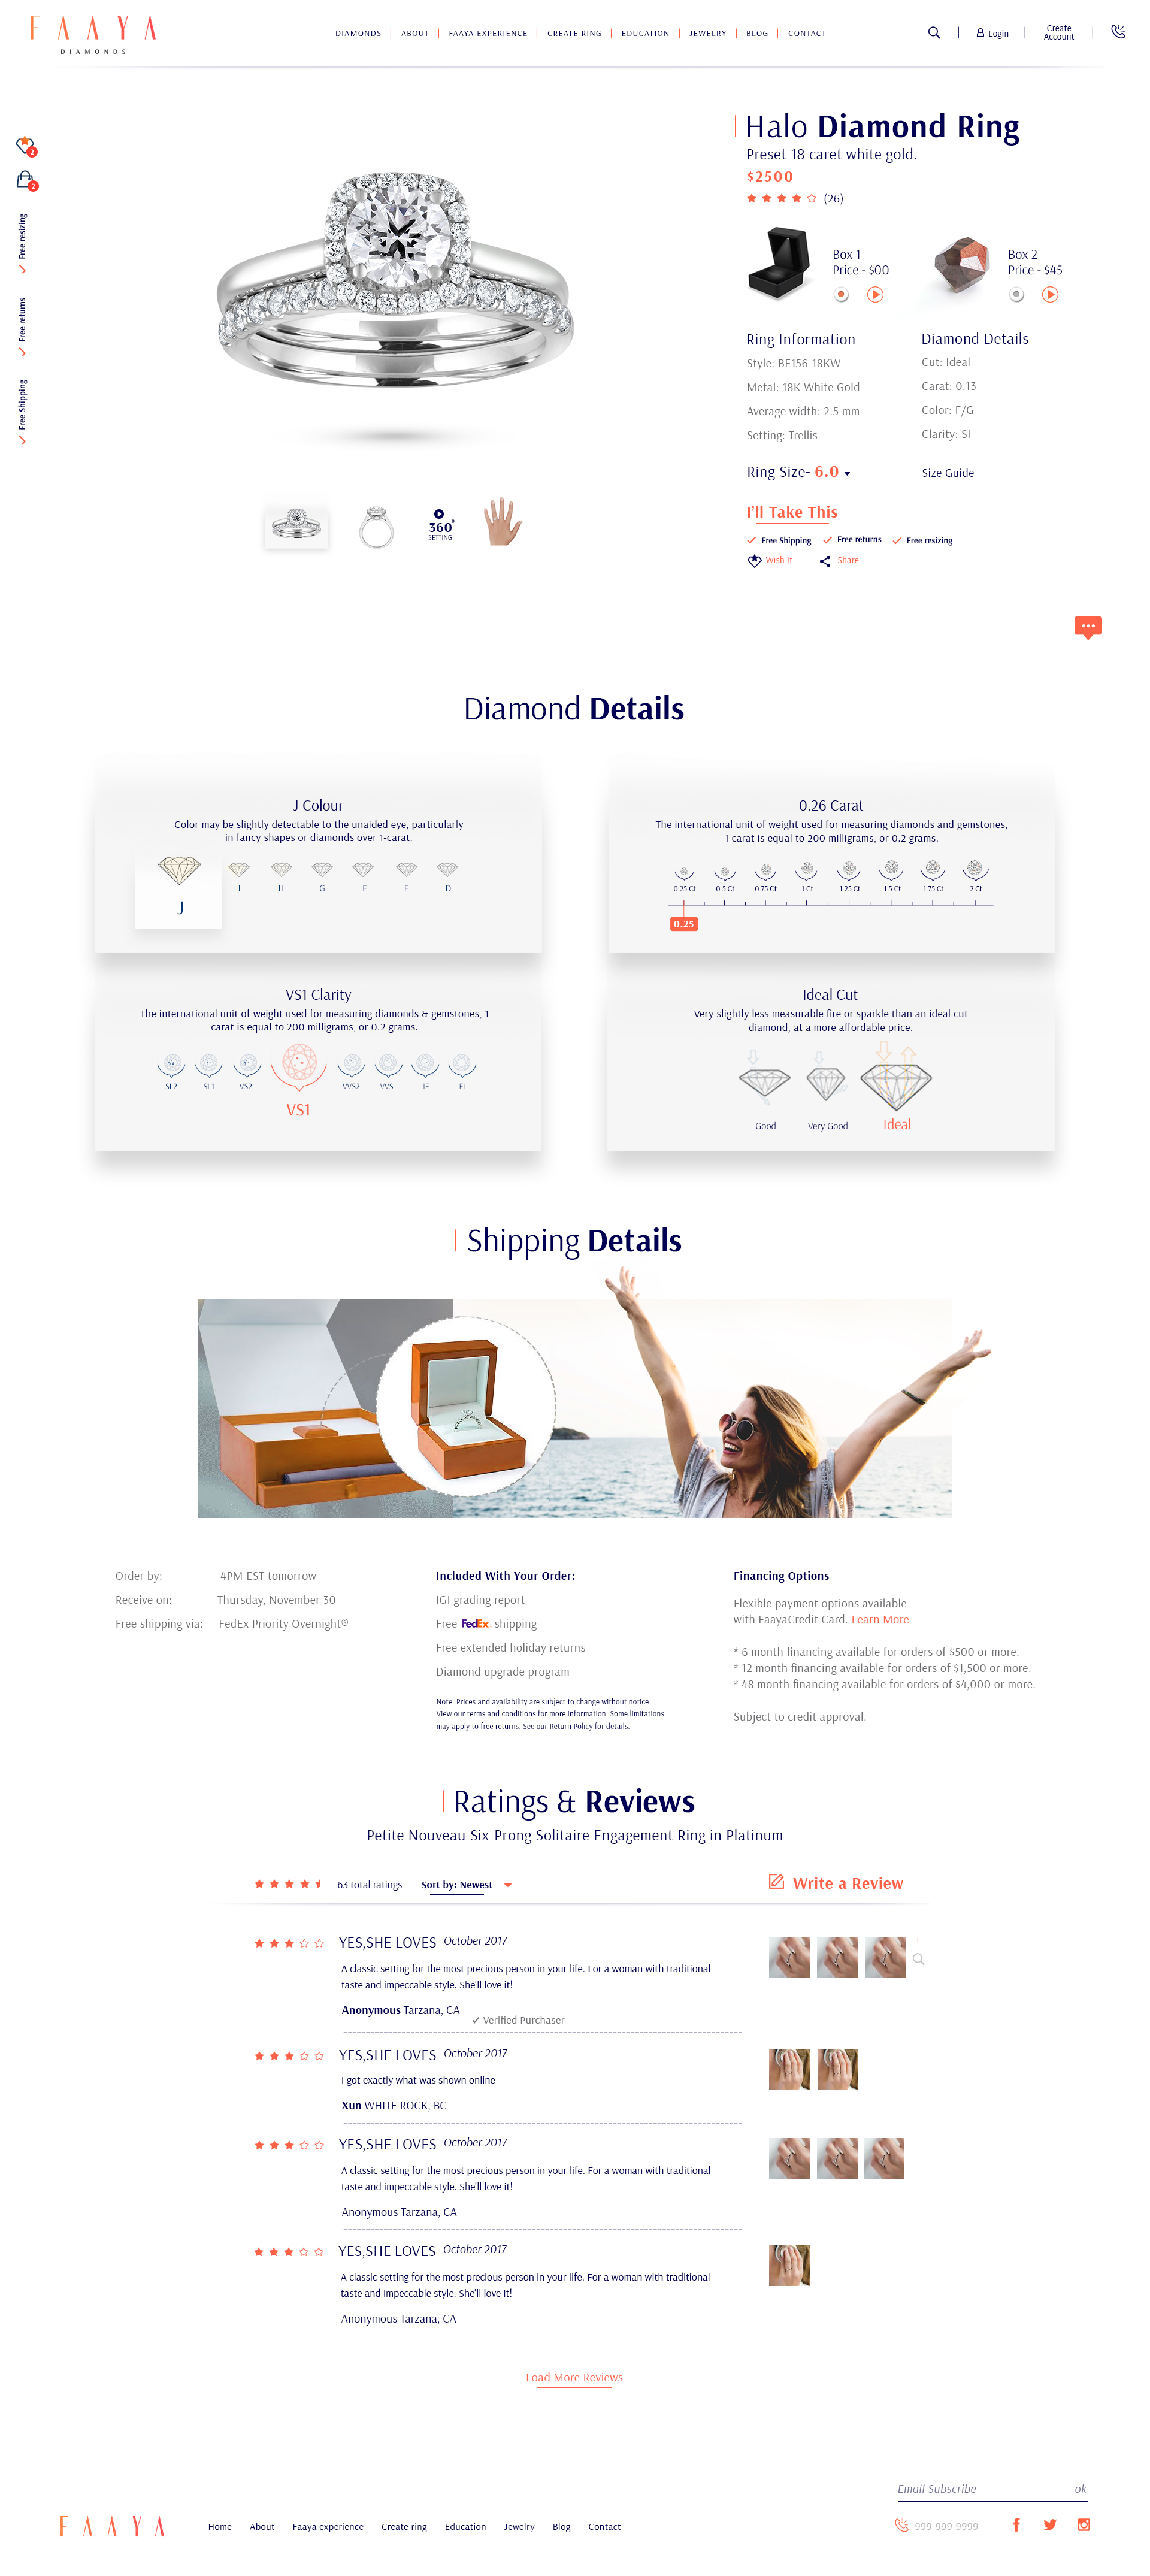 FAAYA
DIAMONDS
DIAMONDS ABOUT FAAYA EXPERIENCE CREATE RING EDUCATION JEWELRY BLOG CONTACT
Login
Create
Account
2
2
Free resizing
Free returns
Free Shipping
Halo Diamond Ring
Preset 18 caret white gold.
$2500
(26)
Box 1
Price - $00
Box 2
Price - $45
Ring Information
Style: BE156-18KW
Metal: 18K White Gold
Average width: 2.5 mm
Setting: Trellis
Diamond Details
Cut: Ideal
Carat: 0.13
Color: F/G
Clarity: SI
Ring Size- 6.0
Size Guide
360°
SETTING
I'll Take This
Free Shipping Free returns Free resizing
Wish It Share
Diamond Details
J Colour
Color may be slightly detectable to the unaided eye, particularly
in fancy shapes or diamonds over 1-carat.
J I H G F E D
0.26 Carat
The international unit of weight used for measuring diamonds and gemstones,
1 carat is equal to 200 milligrams, or 0.2 grams.
0.25 Ct 0.5 Ct 0.75 Ct 1 Ct 1.25 Ct 1.5 Ct 1.75 Ct 2 Ct
0.25
VS1 Clarity
The international unit of weight used for measuring diamonds & gemstones, 1
carat is equal to 200 milligrams, or 0.2 grams.
SL2 SL1 VS2 VS1 VVS2 VVS1 IF FL
Ideal Cut
Very slightly less measurable fire or sparkle than an ideal cut
diamond, at a more affordable price.
Good Very Good Ideal
Shipping Details
Order by: 4PM EST tomorrow
Receive on: Thursday, November 30
Free shipping via: FedEx Priority Overnight®
Included With Your Order:
IGI grading report
Free FedEx. shipping
Free extended holiday returns
Diamond upgrade program
Note: Prices and availability are subject to change without notice.
View our terms and conditions for more information. Some limitations
may apply to free returns. See our Return Policy for details.
Financing Options
Flexible payment options available
with FaayaCredit Card. Learn More
* 6 month financing available for orders of $500 or more.
* 12 month financing available for orders of $1,500 or more.
* 48 month financing available for orders of $4,000 or more.
Subject to credit approval.
Ratings & Reviews
Petite Nouveau Six-Prong Solitaire Engagement Ring in Platinum
63 total ratings Sort by: Newest
Write a Review
YES,SHE LOVES October 2017
A classic setting for the most precious person in your life. For a woman with traditional
taste and impeccable style. She'll love it!
Anonymous Tarzana, CA
Verified Purchaser
YES,SHE LOVES October 2017
I got exactly what was shown online
Xun WHITE ROCK, BC
YES,SHE LOVES October 2017
A classic setting for the most precious person in your life. For a woman with traditional
taste and impeccable style. She'll love it!
Anonymous Tarzana, CA
YES,SHE LOVES October 2017
A classic setting for the most precious person in your life. For a woman with traditional
taste and impeccable style. She'll love it!
Anonymous Tarzana, CA
Load More Reviews
Email Subscribe ok
FAAYA
Home About Faaya experience Create ring Education Jewelry Blog Contact
999-999-9999